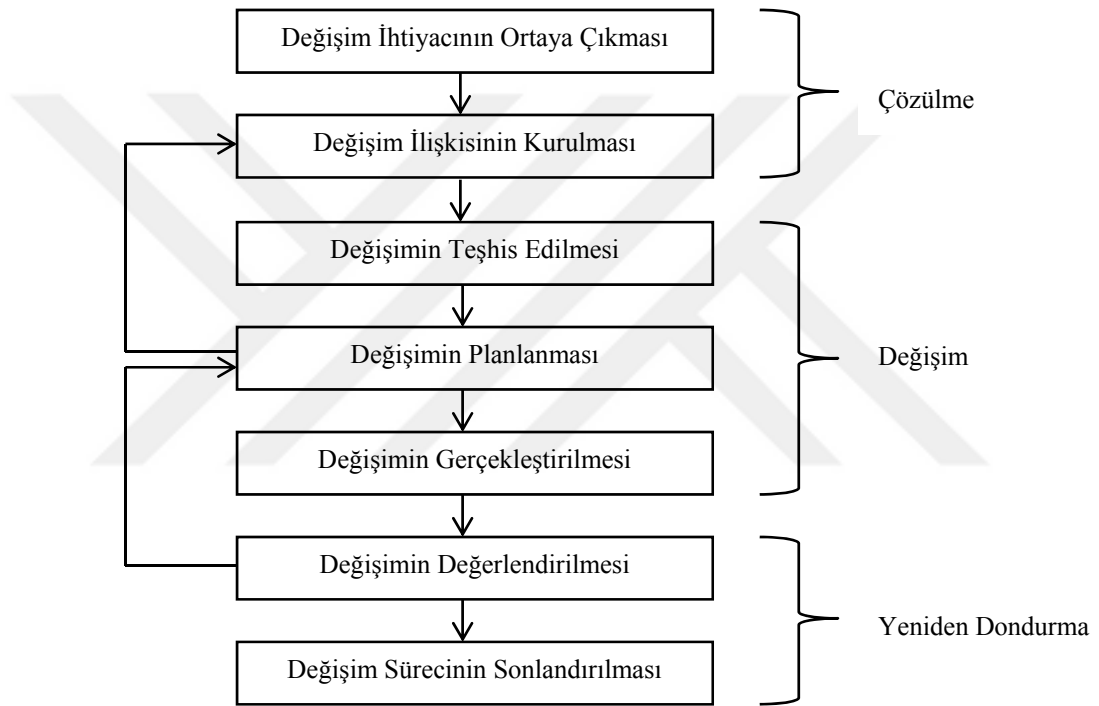 Değişim İhtiyacının Ortaya Çıkması
Çözülme
Değişim İlişkisinin Kurulması
Değişimin Teşhis Edilmesi
Değişimin Planlanması
Değişim
Değişimin Gerçekleştirilmesi
Değişimin Değerlendirilmesi
Yeniden Dondurma
Değişim Sürecinin Sonlandırılması